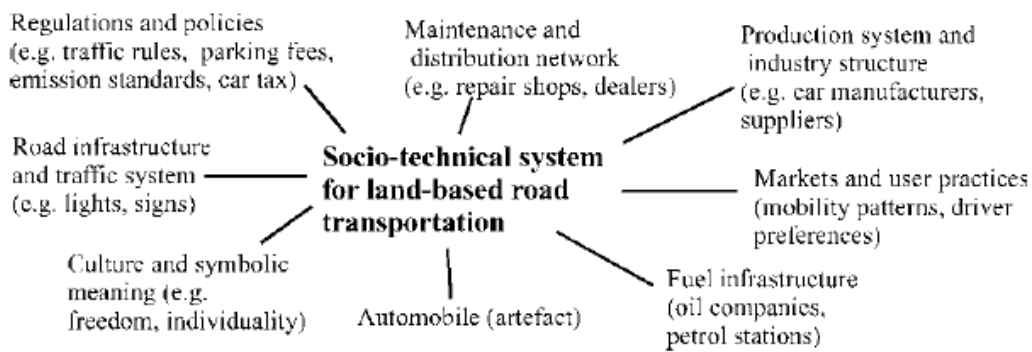 Regulations and policies
(e.g. traffic rules, parking fees,
emission standards, car tax)
Maintenance and
distribution network
(e.g. repair shops, dealers)
Production system and
industry structure
(e.g. car manufacturers,
suppliers)
Road infrastructure
and traffic system
(e.g. lights, signs)
Socio-technical system
for land-based road
transportation
Markets and user practices
(mobility patterns, driver
preferences)
Culture and symbolic
meaning (e.g.
freedom, individuality)
Automobile (artefact)
Fuel infrastructure
(oil companies,
petrol stations)